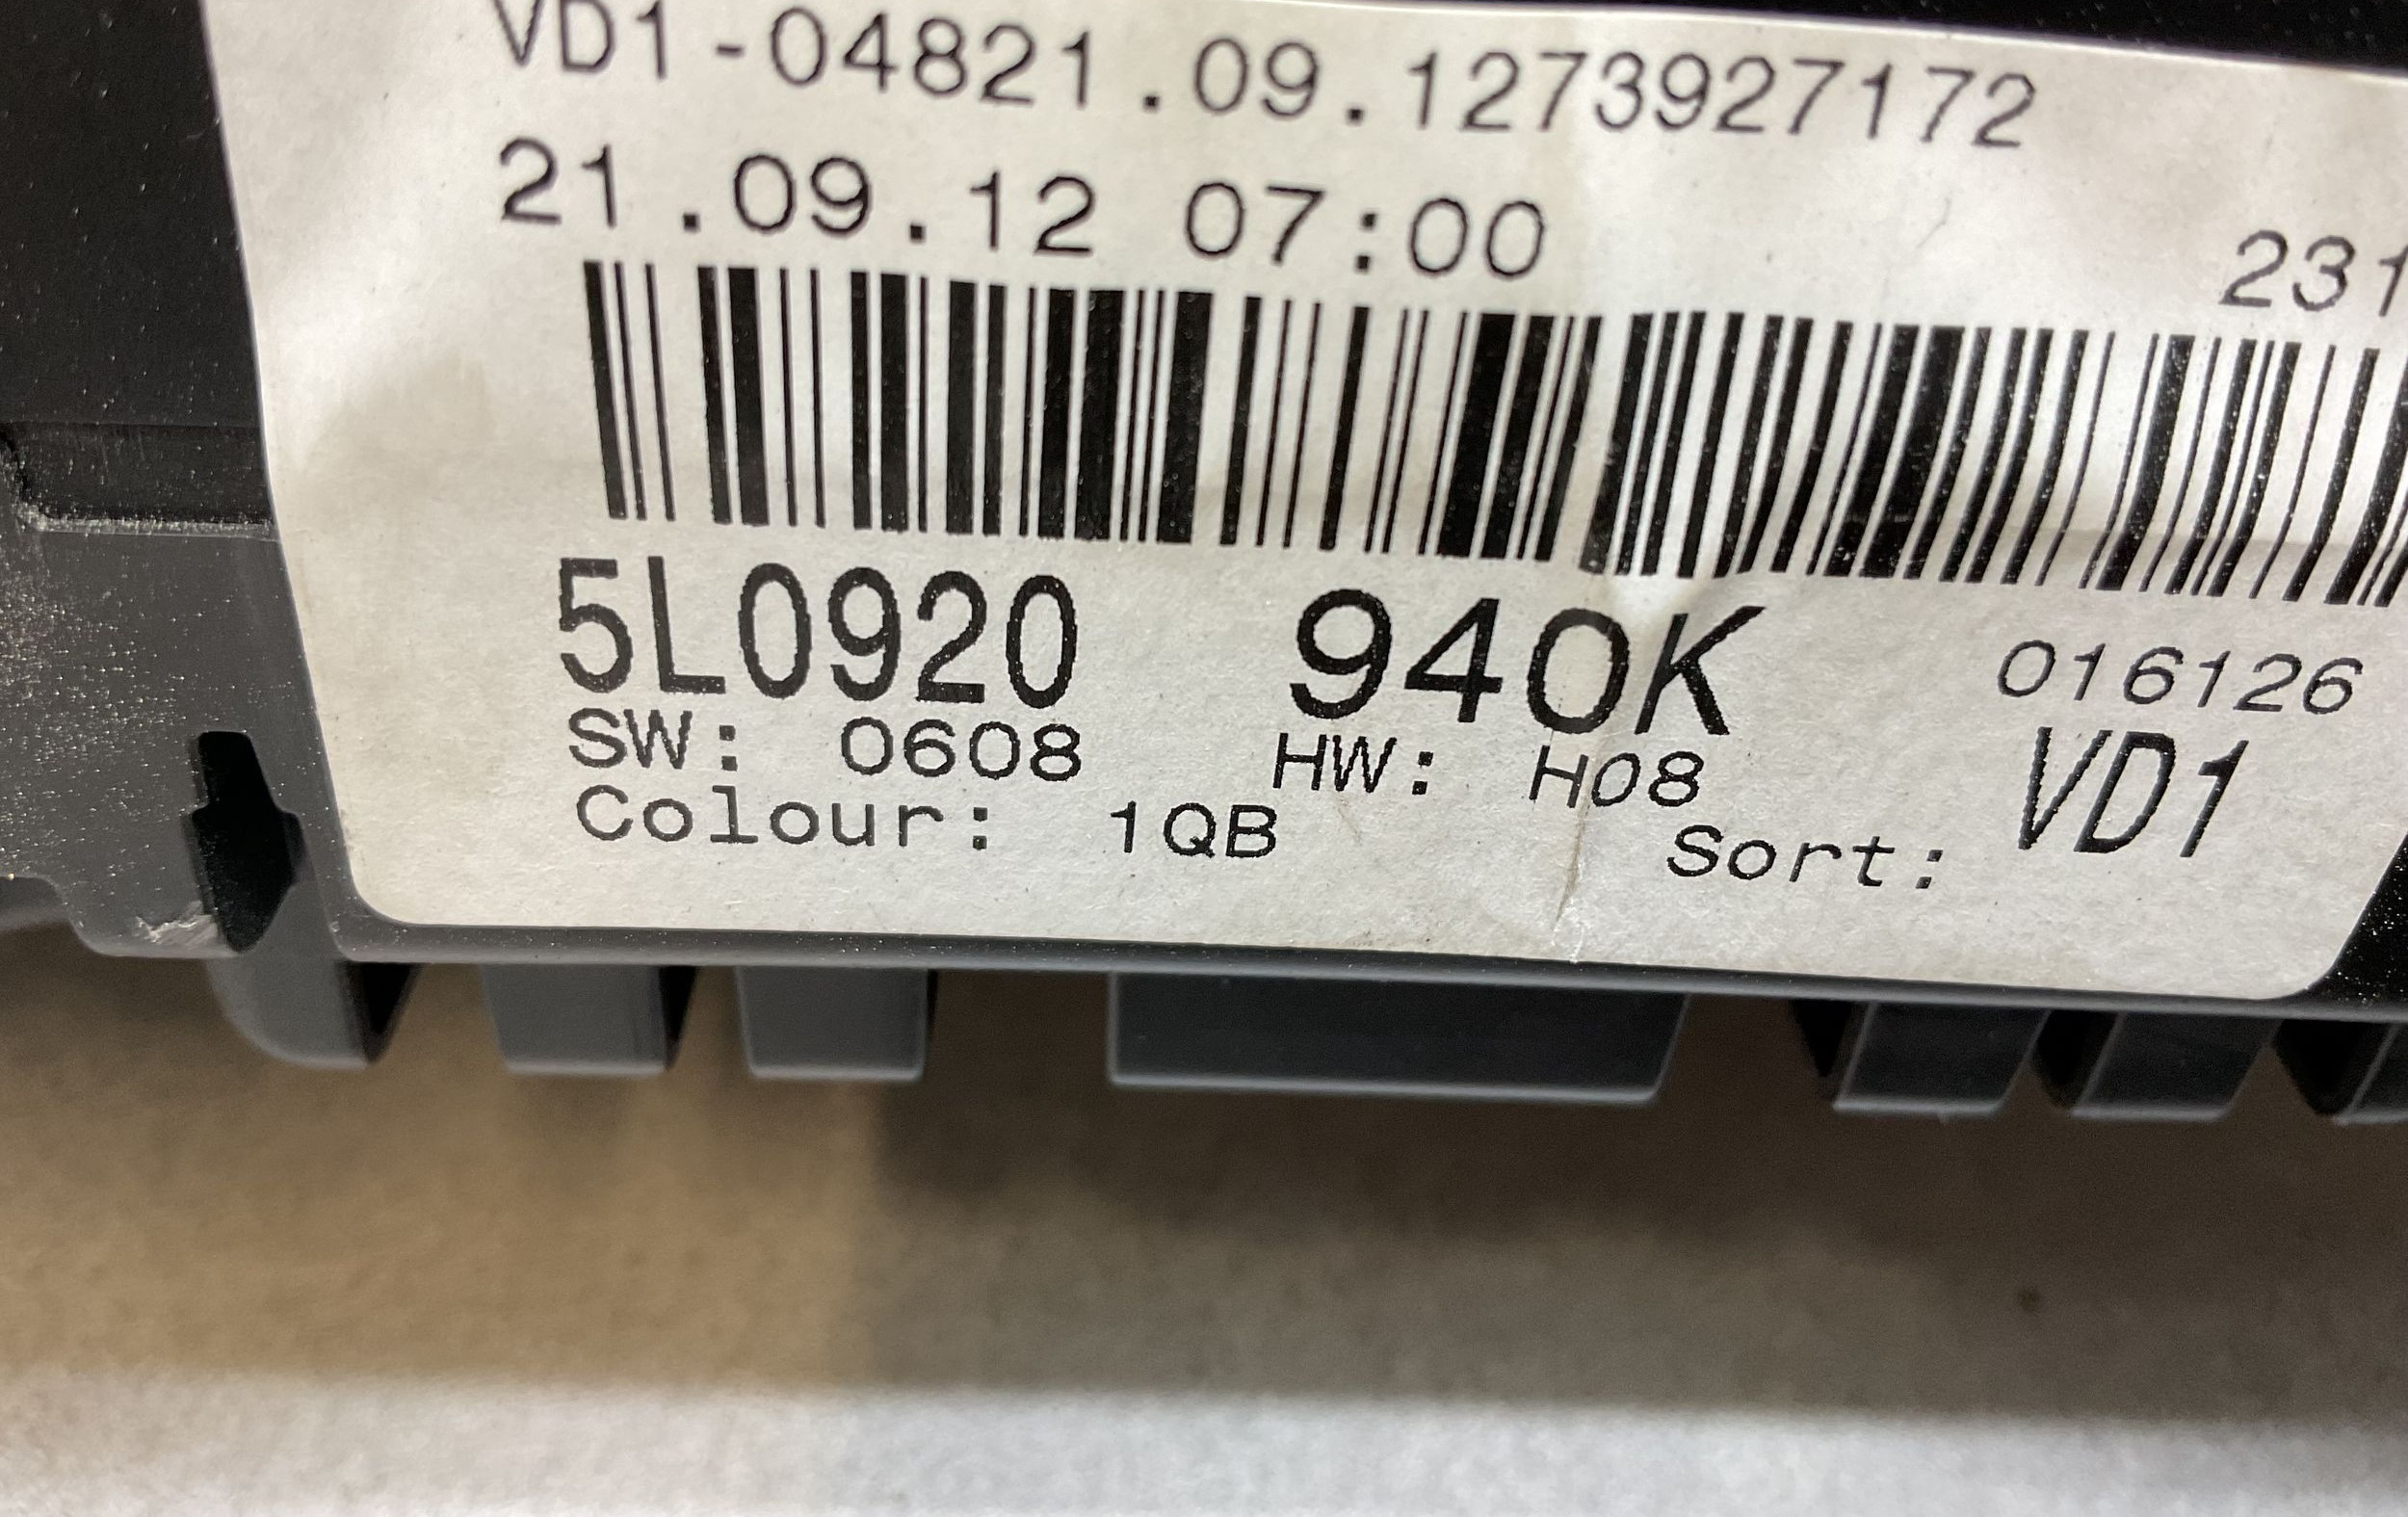 VD1-04821.09.1273927172
21.09.12 07:00
231
5L0920 940K 016126
SW: 0608 HW: H08 VD1
Colour: 1QB Sort: